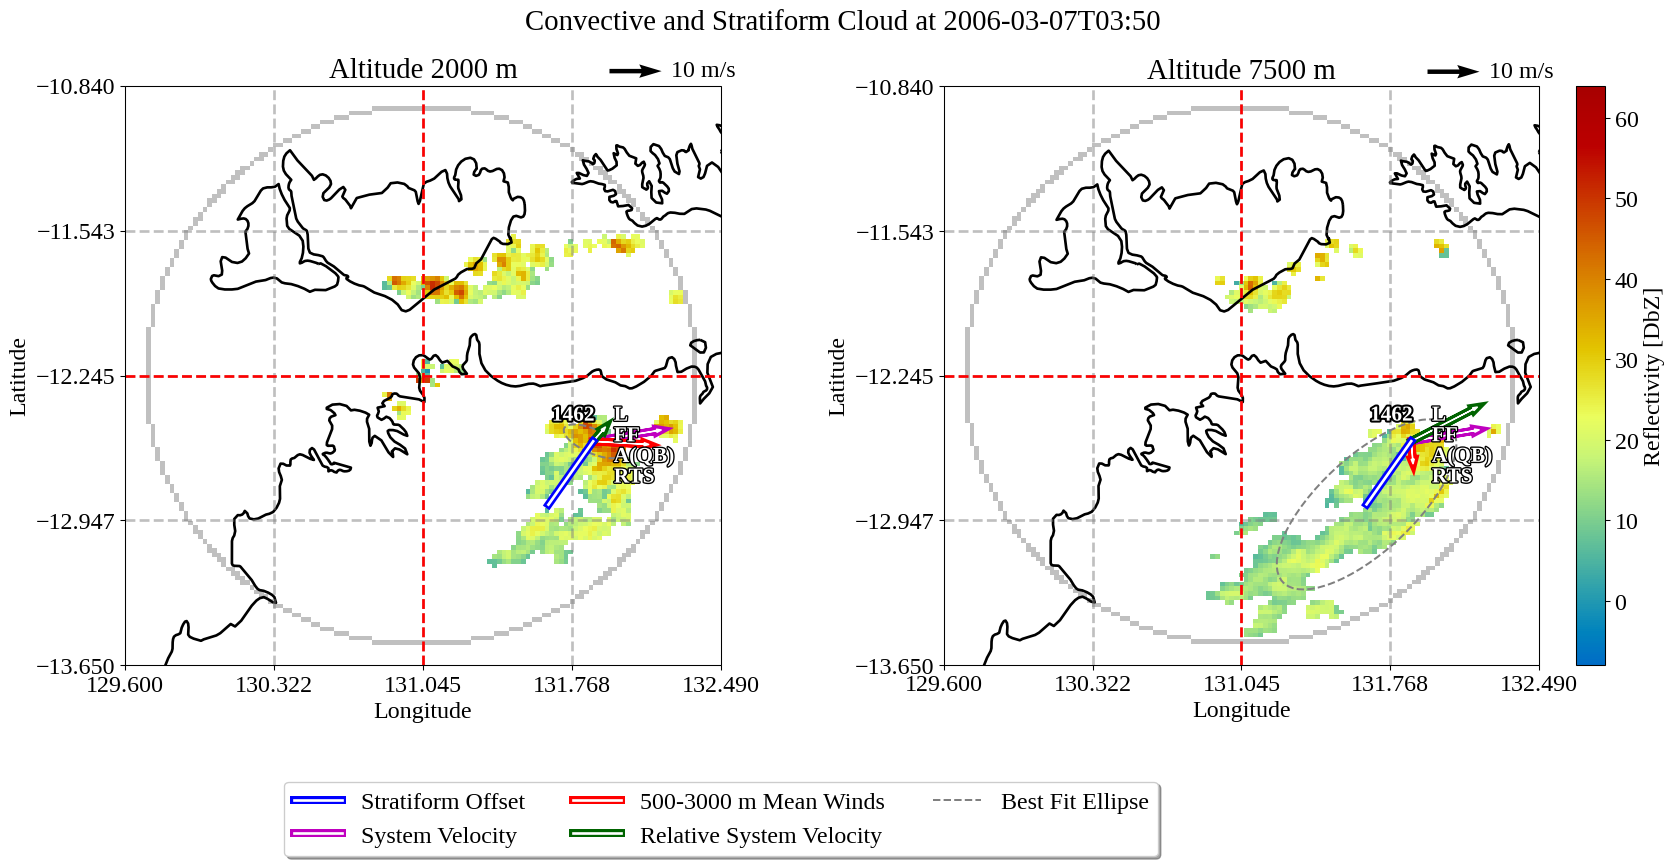 Convective and Stratiform Cloud at 2006-03-07T03:50
Altitude 2000 m
10 m/s
−10.840
−11.543
−12.245
−12.947
−13.650
129.600
130.322
131.045
131.768
132.490
Latitude
Longitude
1462
L
FF
A(QB)
RTS
Altitude 7500 m
10 m/s
−10.840
−11.543
−12.245
−12.947
−13.650
129.600
130.322
131.045
131.768
132.490
Latitude
Longitude
1462
L
FF
A(QB)
RTS
60
50
40
30
20
10
0
Reflectivity [DbZ]
Stratiform Offset
System Velocity
500-3000 m Mean Winds
Relative System Velocity
Best Fit Ellipse